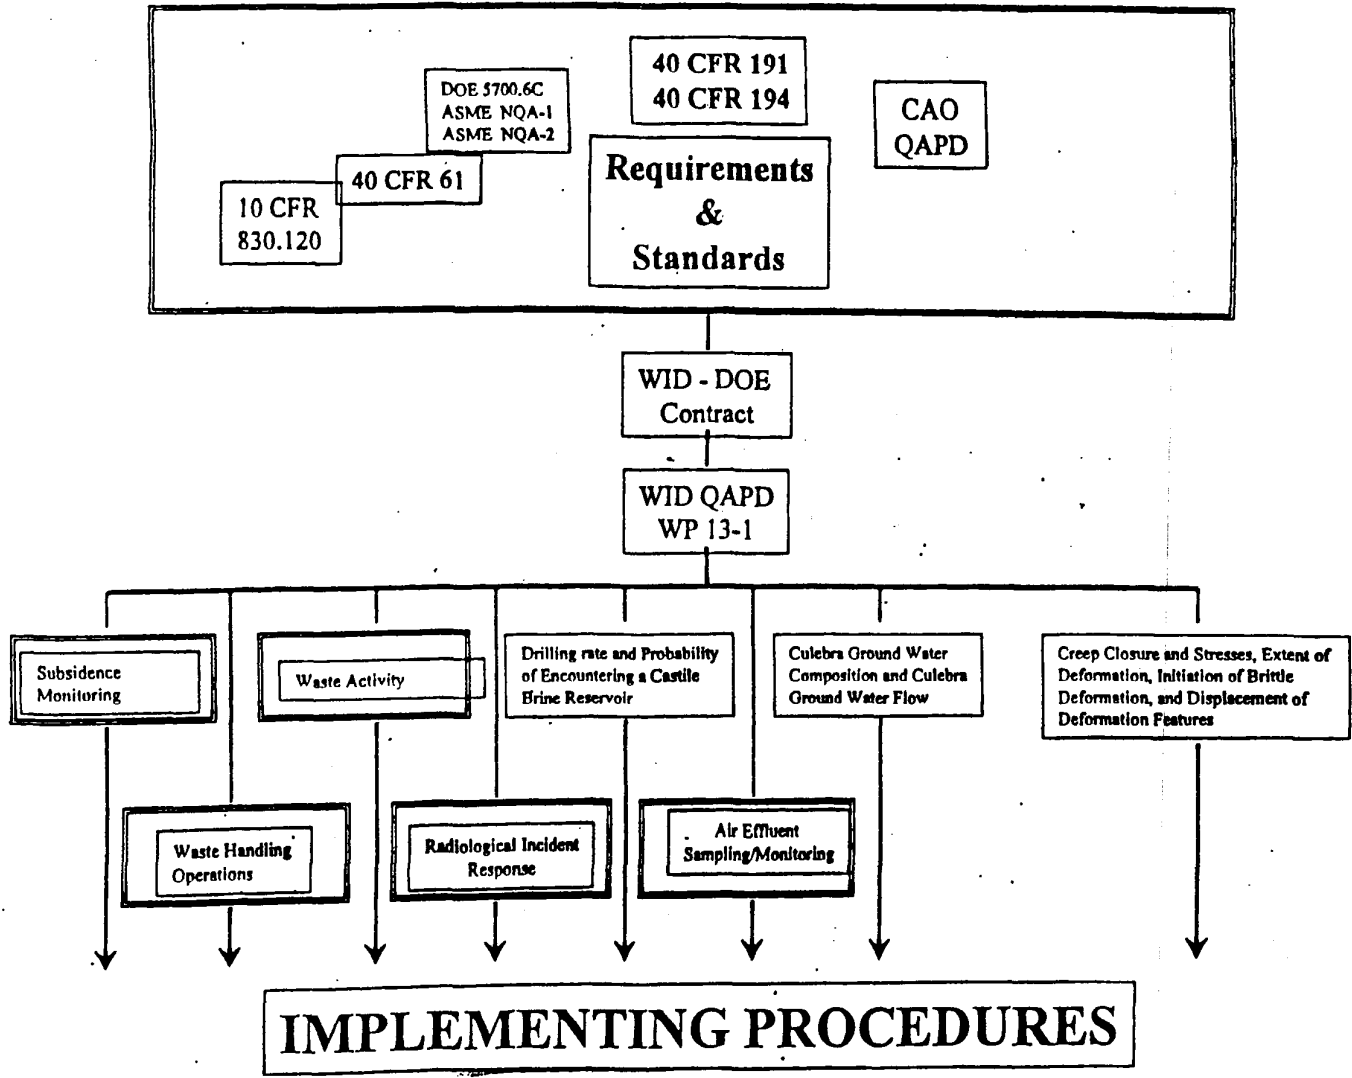 40 CFR 191
40 CFR 194
DOE 5700.6C
ASME NQA-1
ASME NQA-2
CAO
QAPD
40 CFR 61
10 CFR
830.120
Requirements
&
Standards
WID - DOE
Contract
WID QAPD
WP 13-1
Subsidence
Monitoring
Waste Activity
Drilling rate and Probability
of Encountering a Castile
Brine Reservoir
Culebra Ground Water
Composition and Culebra
Ground Water Flow
Creep Closure and Stresses, Extent of
Deformation, Initiation of Brittle
Deformation, and Displacement of
Deformation Features
Waste Handling
Operations
Radiological Incident
Response
Air Effluent
Sampling/Monitoring
IMPLEMENTING PROCEDURES